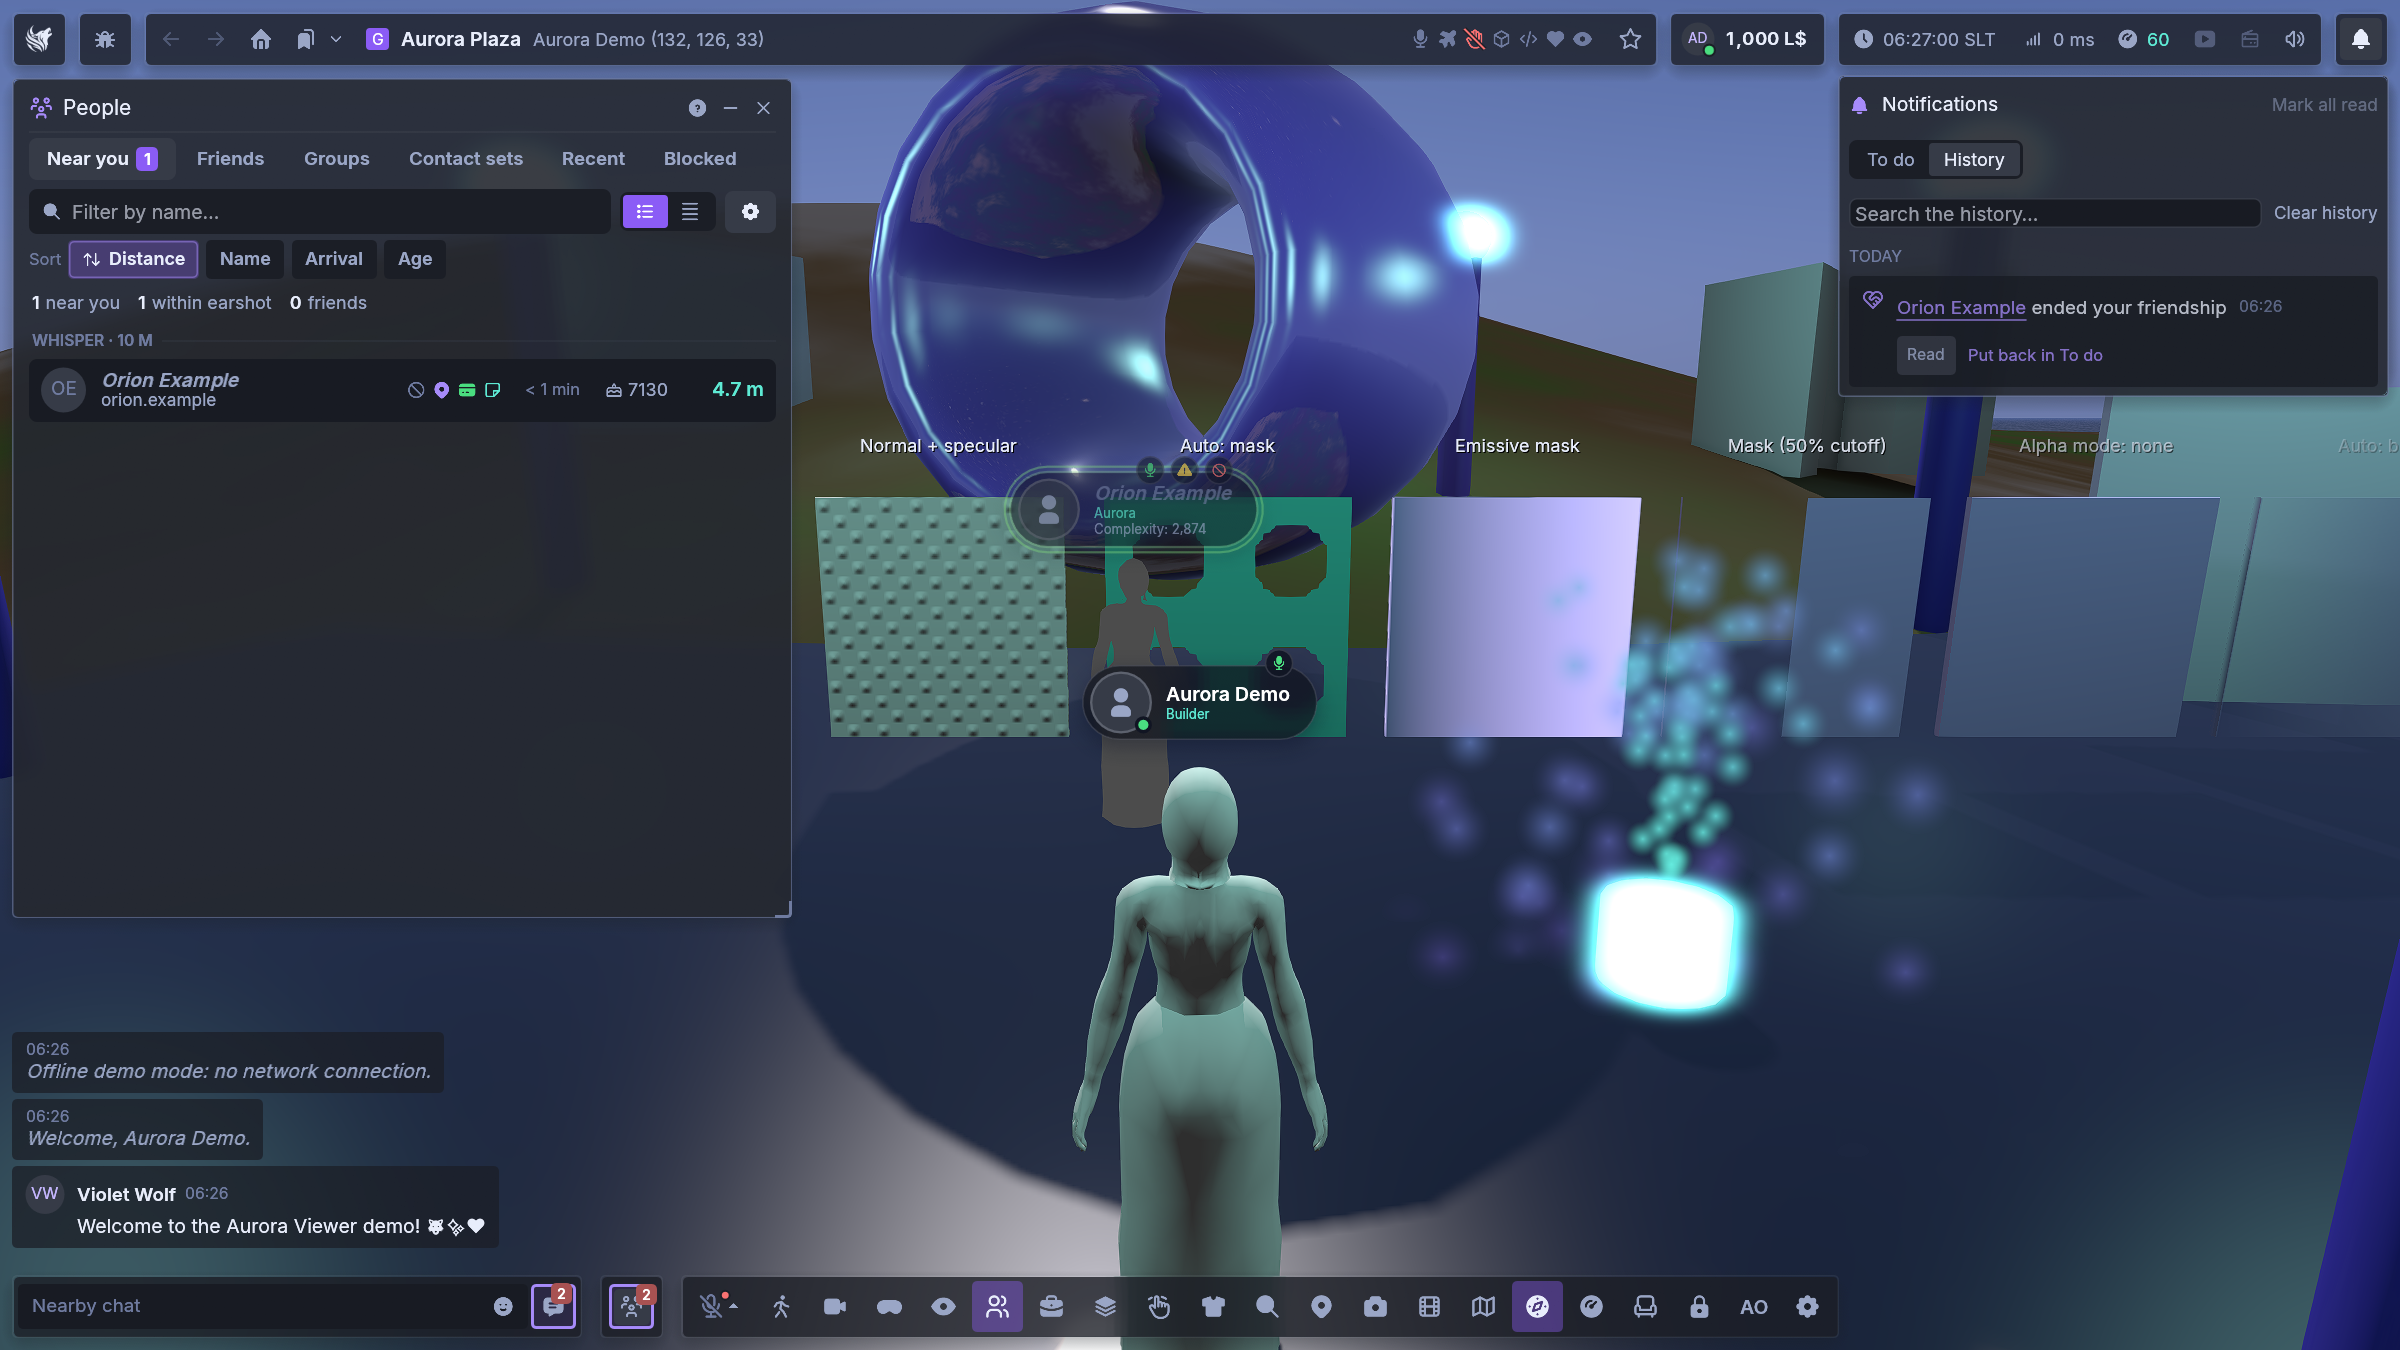 G Aurora Plaza Aurora Demo (132, 126, 33)
AD 1,000 L$
06:27:00 SLT 0 ms 60
People
Near you 1 Friends Groups Contact sets Recent Blocked
Filter by name...
Sort Distance Name Arrival Age
1 near you 1 within earshot 0 friends
WHISPER · 10 M
OE Orion Example < 1 min 7130 4.7 m
orion.example
Notifications Mark all read
To do History
Search the history... Clear history
TODAY
Orion Example ended your friendship 06:26
Read Put back in To do
Normal + specular Auto: mask Emissive mask Mask (50% cutoff) Alpha mode: none Auto: b
Orion Example
Aurora
Complexity: 2,874
Aurora Demo
Builder
06:26
Offline demo mode: no network connection.
06:26
Welcome, Aurora Demo.
VW Violet Wolf 06:26
Welcome to the Aurora Viewer demo!
Nearby chat 2 2 AO